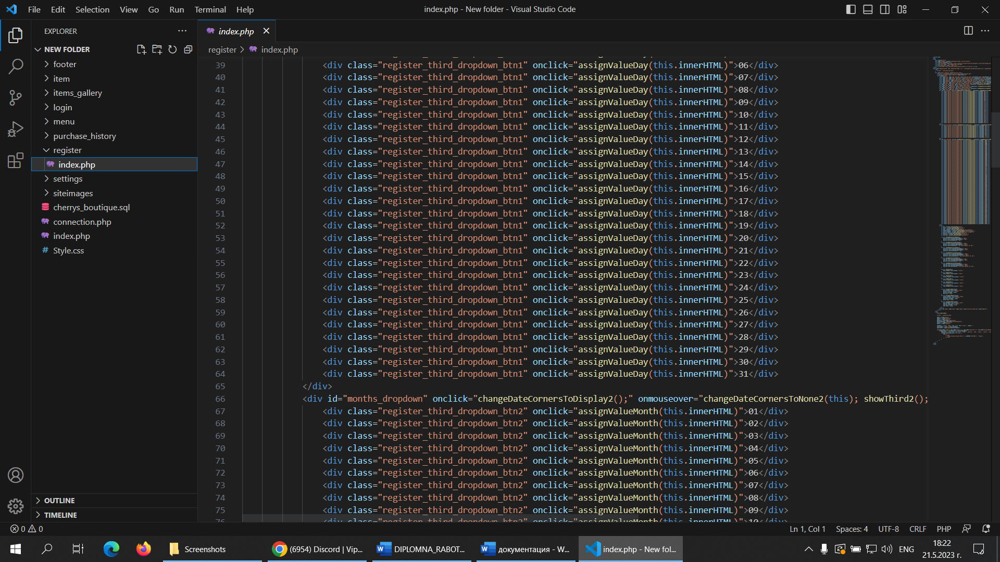 File Edit Selection View Go Run Terminal Help
index.php - New folder - Visual Studio Code
EXPLORER
NEW FOLDER
footer
item
items_gallery
login
menu
purchase_history
register
index.php
settings
siteimages
cherrys_boutique.sql
connection.php
index.php
Style.css
OUTLINE
TIMELINE
index.php
register > index.php
39 <div class="register_third_dropdown_btn1" onclick="assignValueDay(this.innerHTML)">06</div>
40 <div class="register_third_dropdown_btn1" onclick="assignValueDay(this.innerHTML)">07</div>
41 <div class="register_third_dropdown_btn1" onclick="assignValueDay(this.innerHTML)">08</div>
42 <div class="register_third_dropdown_btn1" onclick="assignValueDay(this.innerHTML)">09</div>
43 <div class="register_third_dropdown_btn1" onclick="assignValueDay(this.innerHTML)">10</div>
44 <div class="register_third_dropdown_btn1" onclick="assignValueDay(this.innerHTML)">11</div>
45 <div class="register_third_dropdown_btn1" onclick="assignValueDay(this.innerHTML)">12</div>
46 <div class="register_third_dropdown_btn1" onclick="assignValueDay(this.innerHTML)">13</div>
47 <div class="register_third_dropdown_btn1" onclick="assignValueDay(this.innerHTML)">14</div>
48 <div class="register_third_dropdown_btn1" onclick="assignValueDay(this.innerHTML)">15</div>
49 <div class="register_third_dropdown_btn1" onclick="assignValueDay(this.innerHTML)">16</div>
50 <div class="register_third_dropdown_btn1" onclick="assignValueDay(this.innerHTML)">17</div>
51 <div class="register_third_dropdown_btn1" onclick="assignValueDay(this.innerHTML)">18</div>
52 <div class="register_third_dropdown_btn1" onclick="assignValueDay(this.innerHTML)">19</div>
53 <div class="register_third_dropdown_btn1" onclick="assignValueDay(this.innerHTML)">20</div>
54 <div class="register_third_dropdown_btn1" onclick="assignValueDay(this.innerHTML)">21</div>
55 <div class="register_third_dropdown_btn1" onclick="assignValueDay(this.innerHTML)">22</div>
56 <div class="register_third_dropdown_btn1" onclick="assignValueDay(this.innerHTML)">23</div>
57 <div class="register_third_dropdown_btn1" onclick="assignValueDay(this.innerHTML)">24</div>
58 <div class="register_third_dropdown_btn1" onclick="assignValueDay(this.innerHTML)">25</div>
59 <div class="register_third_dropdown_btn1" onclick="assignValueDay(this.innerHTML)">26</div>
60 <div class="register_third_dropdown_btn1" onclick="assignValueDay(this.innerHTML)">27</div>
61 <div class="register_third_dropdown_btn1" onclick="assignValueDay(this.innerHTML)">28</div>
62 <div class="register_third_dropdown_btn1" onclick="assignValueDay(this.innerHTML)">29</div>
63 <div class="register_third_dropdown_btn1" onclick="assignValueDay(this.innerHTML)">30</div>
64 <div class="register_third_dropdown_btn1" onclick="assignValueDay(this.innerHTML)">31</div>
65 </div>
66 <div id="months_dropdown" onclick="changeDateCornersToDisplay2();" onmouseover="changeDateCornersToNone2(this); showThird2();
67 <div class="register_third_dropdown_btn2" onclick="assignValueMonth(this.innerHTML)">01</div>
68 <div class="register_third_dropdown_btn2" onclick="assignValueMonth(this.innerHTML)">02</div>
69 <div class="register_third_dropdown_btn2" onclick="assignValueMonth(this.innerHTML)">03</div>
70 <div class="register_third_dropdown_btn2" onclick="assignValueMonth(this.innerHTML)">04</div>
71 <div class="register_third_dropdown_btn2" onclick="assignValueMonth(this.innerHTML)">05</div>
72 <div class="register_third_dropdown_btn2" onclick="assignValueMonth(this.innerHTML)">06</div>
73 <div class="register_third_dropdown_btn2" onclick="assignValueMonth(this.innerHTML)">07</div>
74 <div class="register_third_dropdown_btn2" onclick="assignValueMonth(this.innerHTML)">08</div>
75 <div class="register_third_dropdown_btn2" onclick="assignValueMonth(this.innerHTML)">09</div>
76 <div class="register_third_dropdown_btn2" onclick="assignValueMonth(this.innerHTML)">10</div>
0 0
Ln 1, Col 1 Spaces: 4 UTF-8 CRLF PHP
Screenshots
(6954) Discord | Vip...
DIPLOMNA_RABOT...
документация - W...
index.php - New fol...
ENG
18:22
21.5.2023 г.